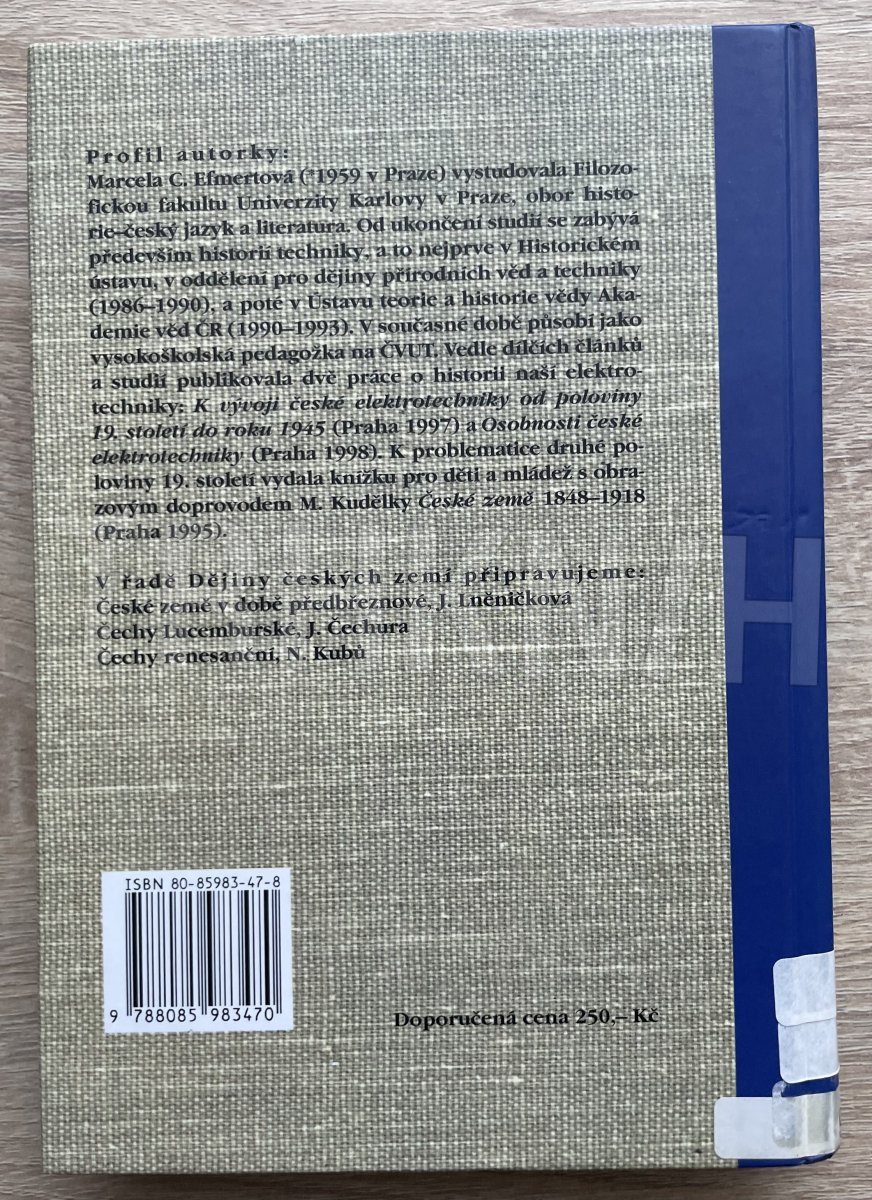 Profil autorky:
Marcela C. Efmertová (*1959 v Praze) vystudovala Filozo-
fickou fakultu Univerzity Karlovy v Praze, obor histo-
rie–český jazyk a literatura. Od ukončení studií se zabývá
především historií techniky, a to nejprve v Historickém
ústavu, v oddělení pro dějiny přírodních věd a techniky
(1986–1990), a poté v Ústavu teorie a historie vědy Aka-
demie věd ČR (1990–1993). V současné době působí jako
vysokoškolská pedagožka na ČVUT. Vedle dílčích článků
a studií publikovala dvě práce o historii naší elektro-
techniky: K vývoji české elektrotechniky od poloviny
19. století do roku 1945 (Praha 1997) a Osobnosti české
elektrotechniky (Praha 1998). K problematice druhé po-
loviny 19. století vydala knížku pro děti a mládež s obra-
zovým doprovodem M. Kudělky České země 1848–1918
(Praha 1995).
V řadě Dějiny českých zemí připravujeme:
České země v době předbřeznové, J. Lněničková
Čechy Lucemburské, J. Čechura
Čechy renesanční, N. Kubů
H
ISBN 80-85983-47-8
9 788085 983470
Doporučená cena 250,– Kč